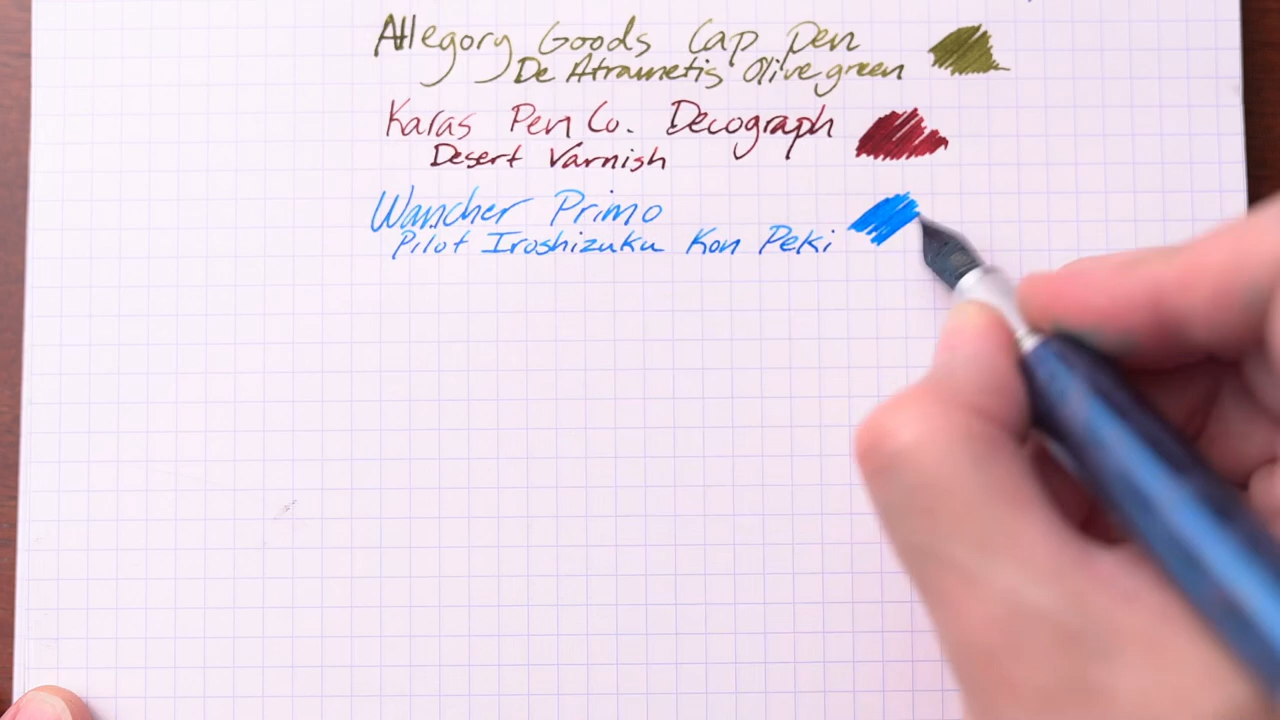 Allegory Goods Cap Pen
De Atramnetis Olive green
Karas Pen Co. Decograph
Desert Varnish
Wancher Primo
Pilot Iroshizuku Kon Peki